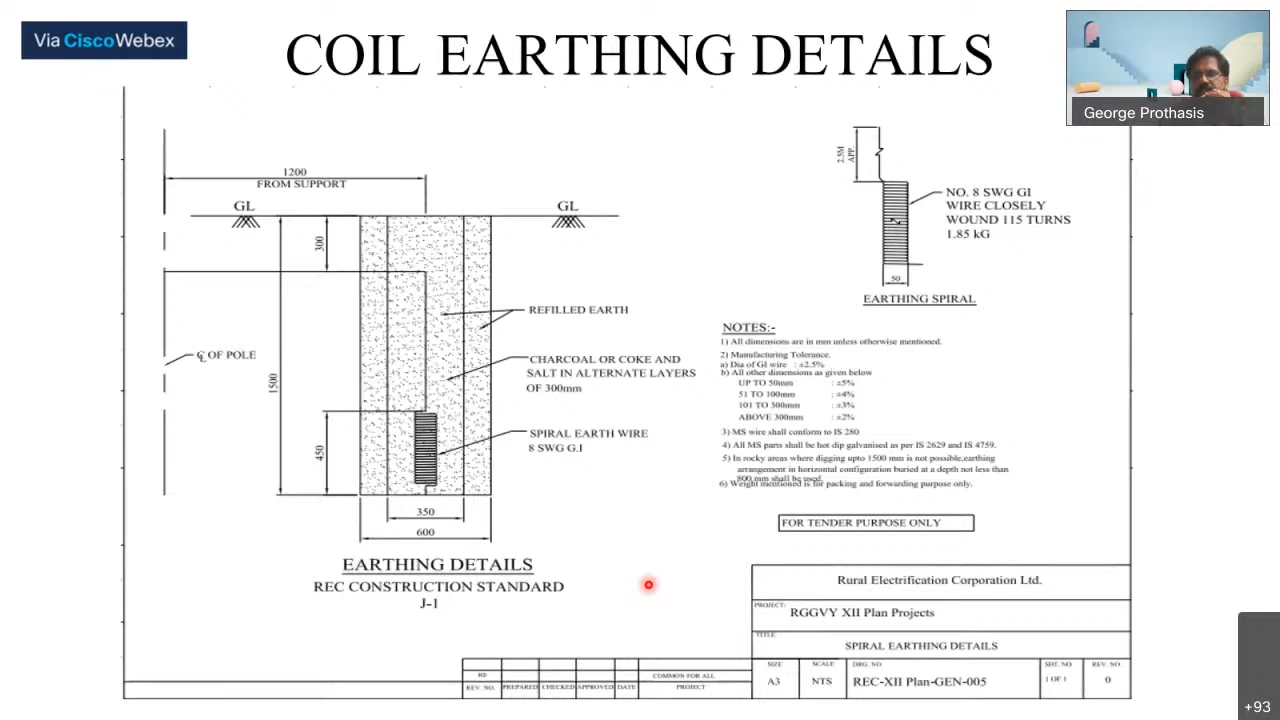 Via CiscoWebex
COIL EARTHING DETAILS
George Prothasis
1200
FROM SUPPORT
GL
GL
300
1500
450
℄ OF POLE
REFILLED EARTH
CHARCOAL OR COKE AND
SALT IN ALTERNATE LAYERS
OF 300mm
SPIRAL EARTH WIRE
8 SWG G.I
350
600
EARTHING DETAILS
REC CONSTRUCTION STANDARD
J-1
2.5M
APP.
NO. 8 SWG GI
WIRE CLOSELY
WOUND 115 TURNS
1.85 kG
50
EARTHING SPIRAL
NOTES:-
1) All dimensions are in mm unless otherwise mentioned.
2) Manufacturing Tolerance.
a) Dia of GI wire : ±2.5%
b) All other dimensions as given below
UP TO 50mm : ±5%
51 TO 100mm : ±4%
101 TO 300mm : ±3%
ABOVE 300mm : ±2%
3) MS wire shall conform to IS 280
4) All MS parts shall be hot dip galvanised as per IS 2629 and IS 4759.
5) In rocky areas where digging upto 1500 mm is not possible,earthing
arrangement in horizontal configuration buried at a depth not less than
800 mm shall be used.
6) Weight mentioned is for packing and forwarding purpose only.
FOR TENDER PURPOSE ONLY
Rural Electrification Corporation Ltd.
PROJECT: RGGVY XII Plan Projects
TITLE
SPIRAL EARTHING DETAILS
SIZE SCALE DRG. NO SHT. NO REV. NO.
A3 NTS REC-XII Plan-GEN-005 1 OF 1 0
R0 COMMON FOR ALL
REV .NO. PREPARED CHECKED APPROVED DATE PROJECT
+93